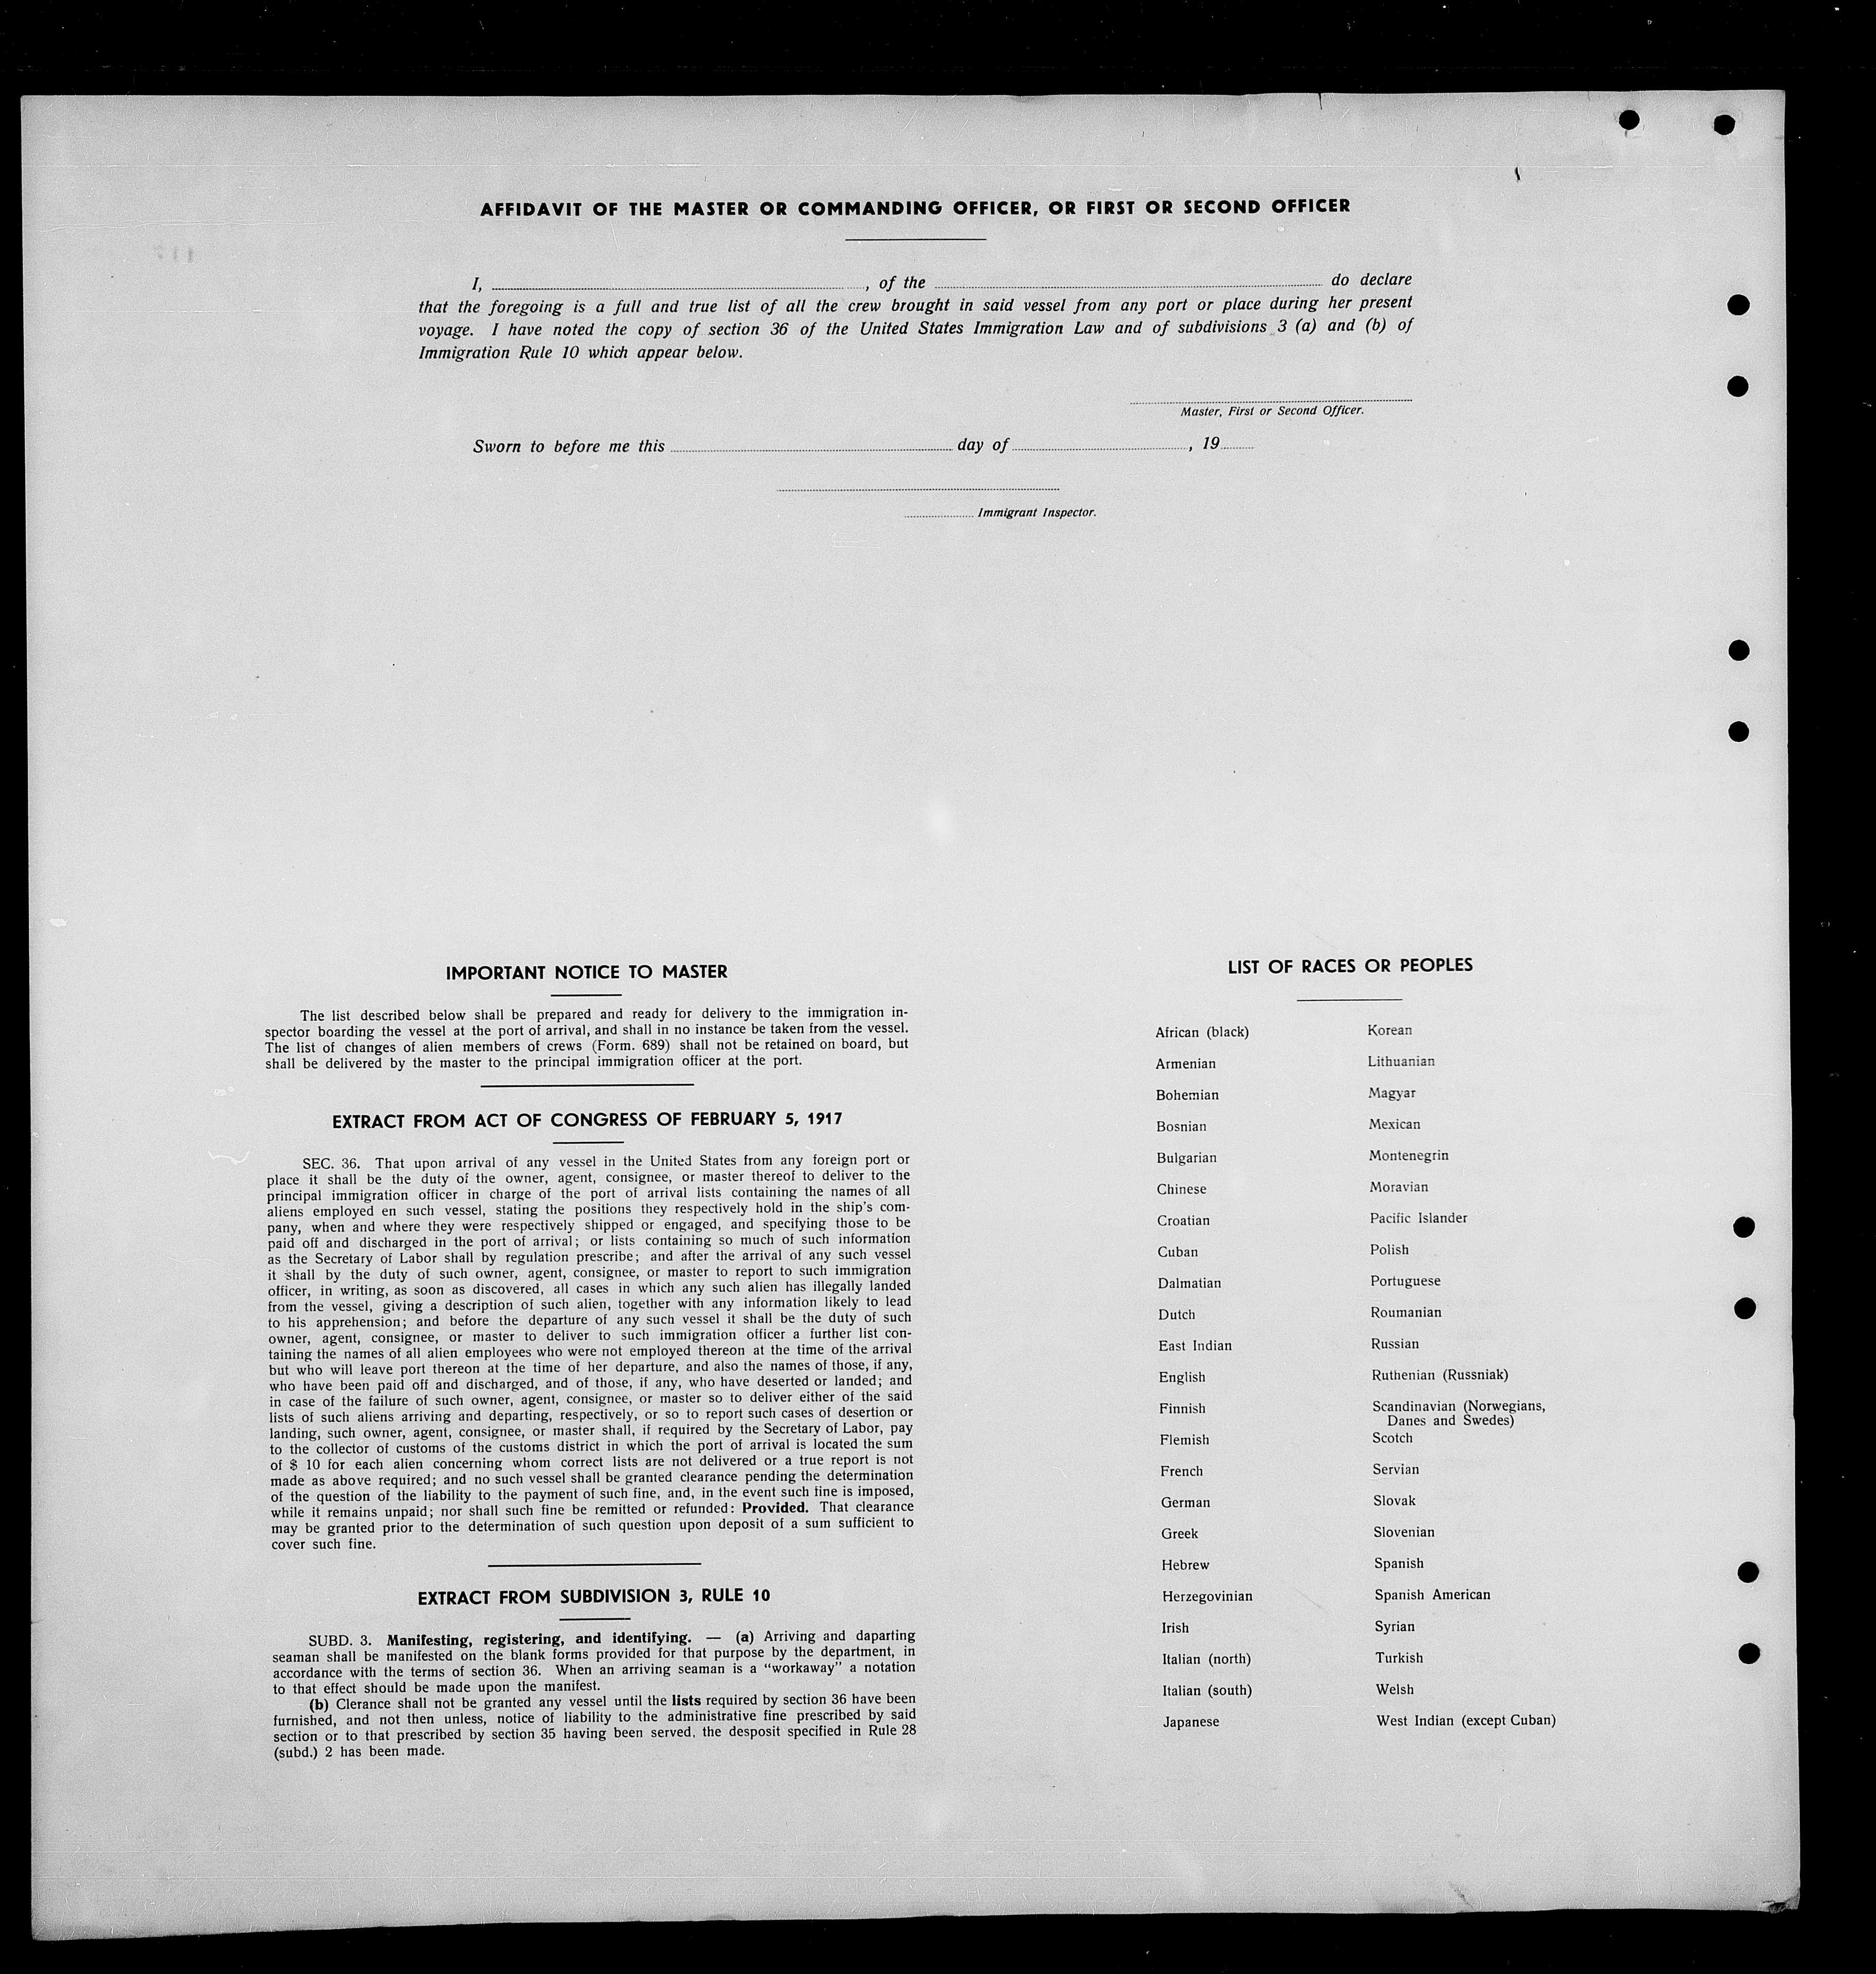 AFFIDAVIT OF THE MASTER OR COMMANDING OFFICER, OR FIRST OR SECOND OFFICER
I, , of the do declare
that the foregoing is a full and true list of all the crew brought in said vessel from any port or place during her present
voyage. I have noted the copy of section 36 of the United States Immigration Law and of subdivisions 3 (a) and (b) of
Immigration Rule 10 which appear below.
Master, First or Second Officer.
Sworn to before me this day of , 19
Immigrant Inspector.
IMPORTANT NOTICE TO MASTER
The list described below shall be prepared and ready for delivery to the immigration in-
spector boarding the vessel at the port of arrival, and shall in no instance be taken from the vessel.
The list of changes of alien members of crews (Form. 689) shall not be retained on board, but
shall be delivered by the master to the principal immigration officer at the port.
EXTRACT FROM ACT OF CONGRESS OF FEBRUARY 5, 1917
SEC. 36. That upon arrival of any vessel in the United States from any foreign port or
place it shall be the duty of the owner, agent, consignee, or master thereof to deliver to the
principal immigration officer in charge of the port of arrival lists containing the names of all
aliens employed en such vessel, stating the positions they respectively hold in the ship's com-
pany, when and where they were respectively shipped or engaged, and specifying those to be
paid off and discharged in the port of arrival; or lists containing so much of such information
as the Secretary of Labor shall by regulation prescribe; and after the arrival of any such vessel
it shall by the duty of such owner, agent, consignee, or master to report to such immigration
officer, in writing, as soon as discovered, all cases in which any such alien has illegally landed
from the vessel, giving a description of such alien, together with any information likely to lead
to his apprehension; and before the departure of any such vessel it shall be the duty of such
owner, agent, consignee, or master to deliver to such immigration officer a further list con-
taining the names of all alien employees who were not employed thereon at the time of the arrival
but who will leave port thereon at the time of her departure, and also the names of those, if any,
who have been paid off and discharged, and of those, if any, who have deserted or landed; and
in case of the failure of such owner, agent, consignee, or master so to deliver either of the said
lists of such aliens arriving and departing, respectively, or so to report such cases of desertion or
landing, such owner, agent, consignee, or master shall, if required by the Secretary of Labor, pay
to the collector of customs of the customs district in which the port of arrival is located the sum
of $ 10 for each alien concerning whom correct lists are not delivered or a true report is not
made as above required; and no such vessel shall be granted clearance pending the determination
of the question of the liability to the payment of such fine, and, in the event such fine is imposed,
while it remains unpaid; nor shall such fine be remitted or refunded: Provided. That clearance
may be granted prior to the determination of such question upon deposit of a sum sufficient to
cover such fine.
EXTRACT FROM SUBDIVISION 3, RULE 10
SUBD. 3. Manifesting, registering, and identifying. — (a) Arriving and daparting
seaman shall be manifested on the blank forms provided for that purpose by the department, in
accordance with the terms of section 36. When an arriving seaman is a "workaway" a notation
to that effect should be made upon the manifest.
(b) Clerance shall not be granted any vessel until the lists required by section 36 have been
furnished, and not then unless, notice of liability to the administrative fine prescribed by said
section or to that prescribed by section 35 having been served, the desposit specified in Rule 28
(subd.) 2 has been made.
LIST OF RACES OR PEOPLES
African (black)
Armenian
Bohemian
Bosnian
Bulgarian
Chinese
Croatian
Cuban
Dalmatian
Dutch
East Indian
English
Finnish
Flemish
French
German
Greek
Hebrew
Herzegovinian
Irish
Italian (north)
Italian (south)
Japanese
Korean
Lithuanian
Magyar
Mexican
Montenegrin
Moravian
Pacific Islander
Polish
Portuguese
Roumanian
Russian
Ruthenian (Russniak)
Scandinavian (Norwegians,
Danes and Swedes)
Scotch
Servian
Slovak
Slovenian
Spanish
Spanish American
Syrian
Turkish
Welsh
West Indian (except Cuban)